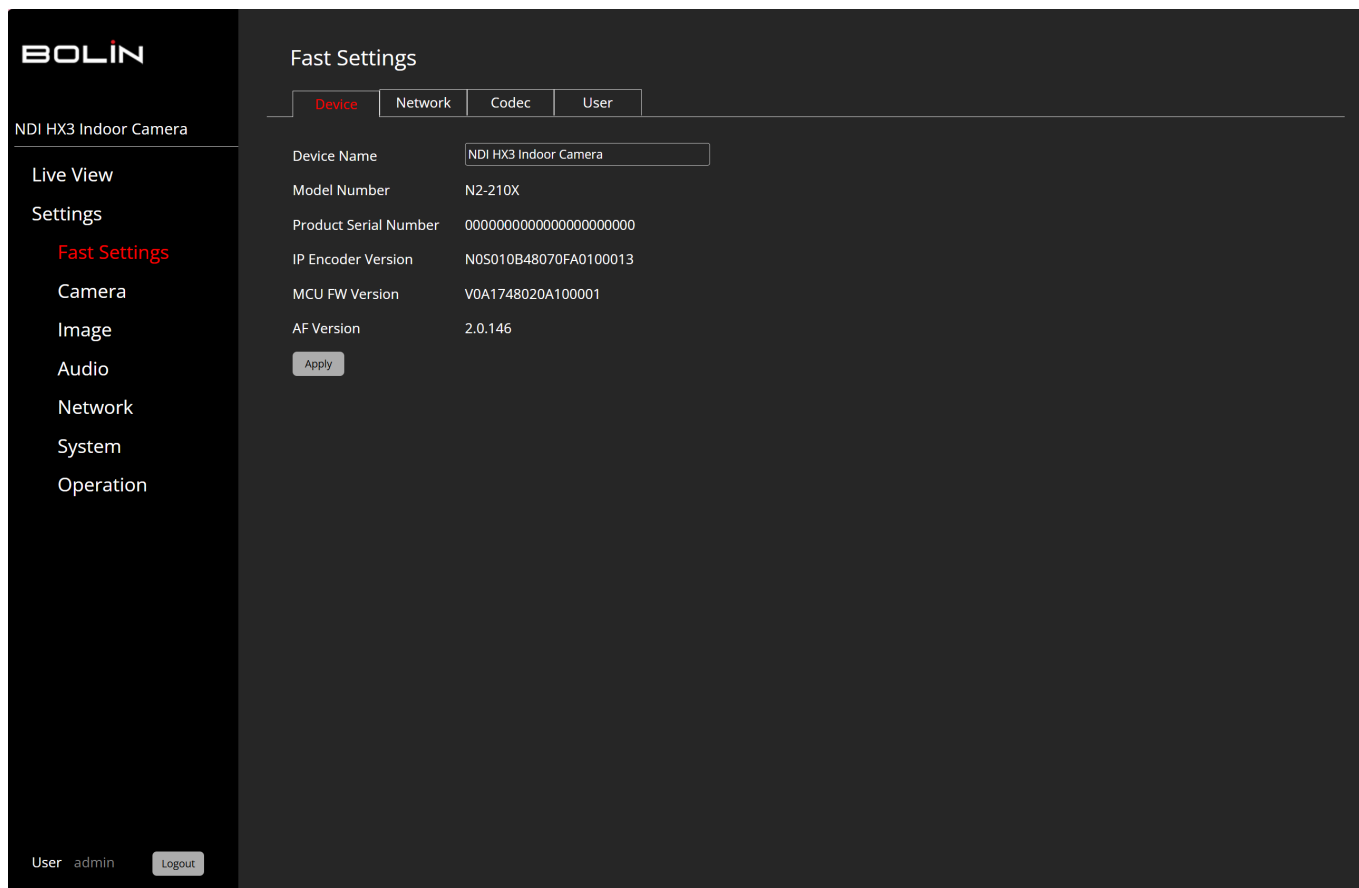 BOLIN
NDI HX3 Indoor Camera
Live View
Settings
Fast Settings
Camera
Image
Audio
Network
System
Operation
User admin Logout
Fast Settings
Device Network Codec User
Device Name NDI HX3 Indoor Camera
Model Number N2-210X
Product Serial Number 0000000000000000000000
IP Encoder Version N0S010B48070FA0100013
MCU FW Version V0A1748020A100001
AF Version 2.0.146
Apply